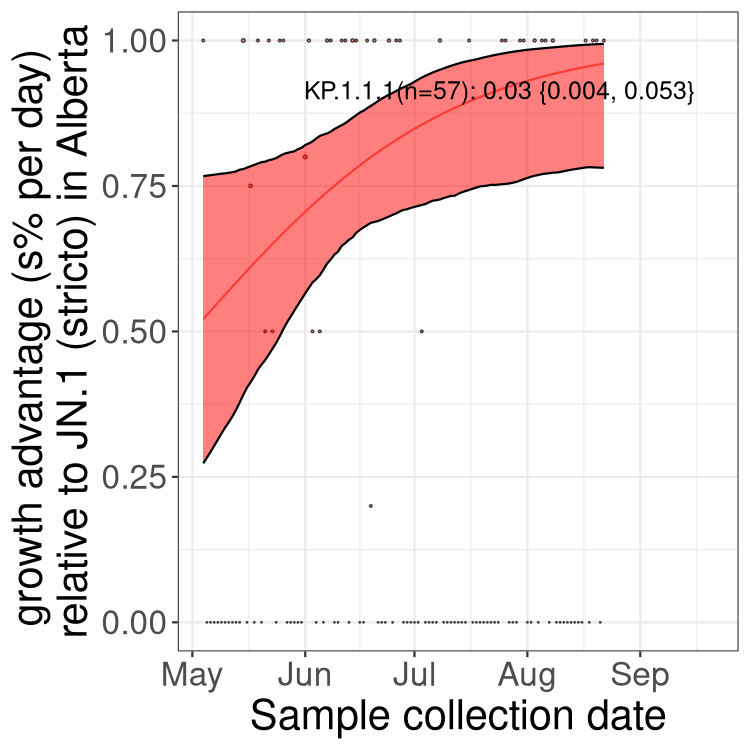 growth advantage (s% per day)
relative to JN.1 (stricto) in Alberta
1.00
0.75
0.50
0.25
0.00
KP.1.1.1(n=57): 0.03 {0.004, 0.053}
May Jun Jul Aug Sep
Sample collection date